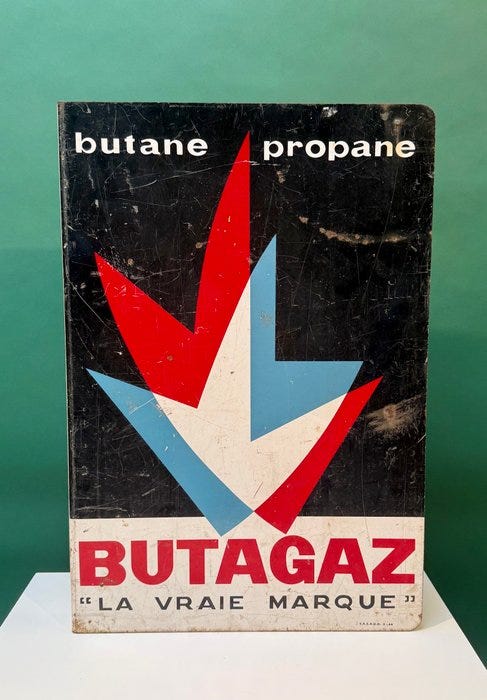 butane propane
BUTAGAZ
“LA VRAIE MARQUE”